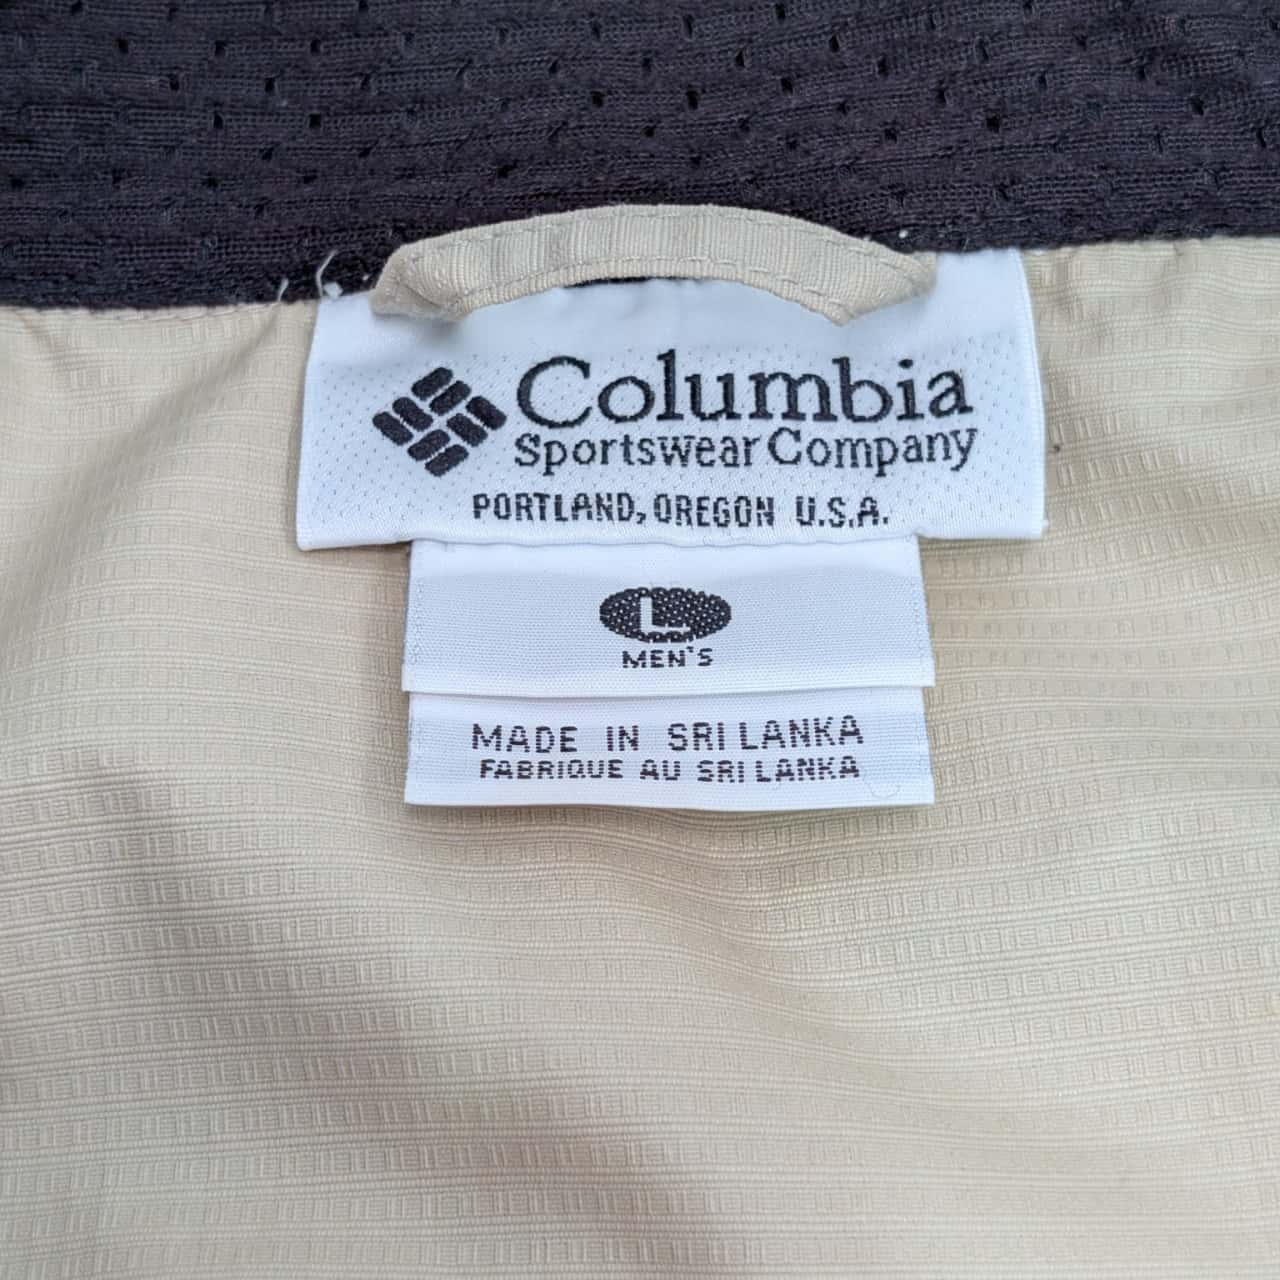 Columbia
Sportswear Company
PORTLAND, OREGON U.S.A.
L
MEN'S
MADE IN SRI LANKA
FABRIQUE AU SRI LANKA